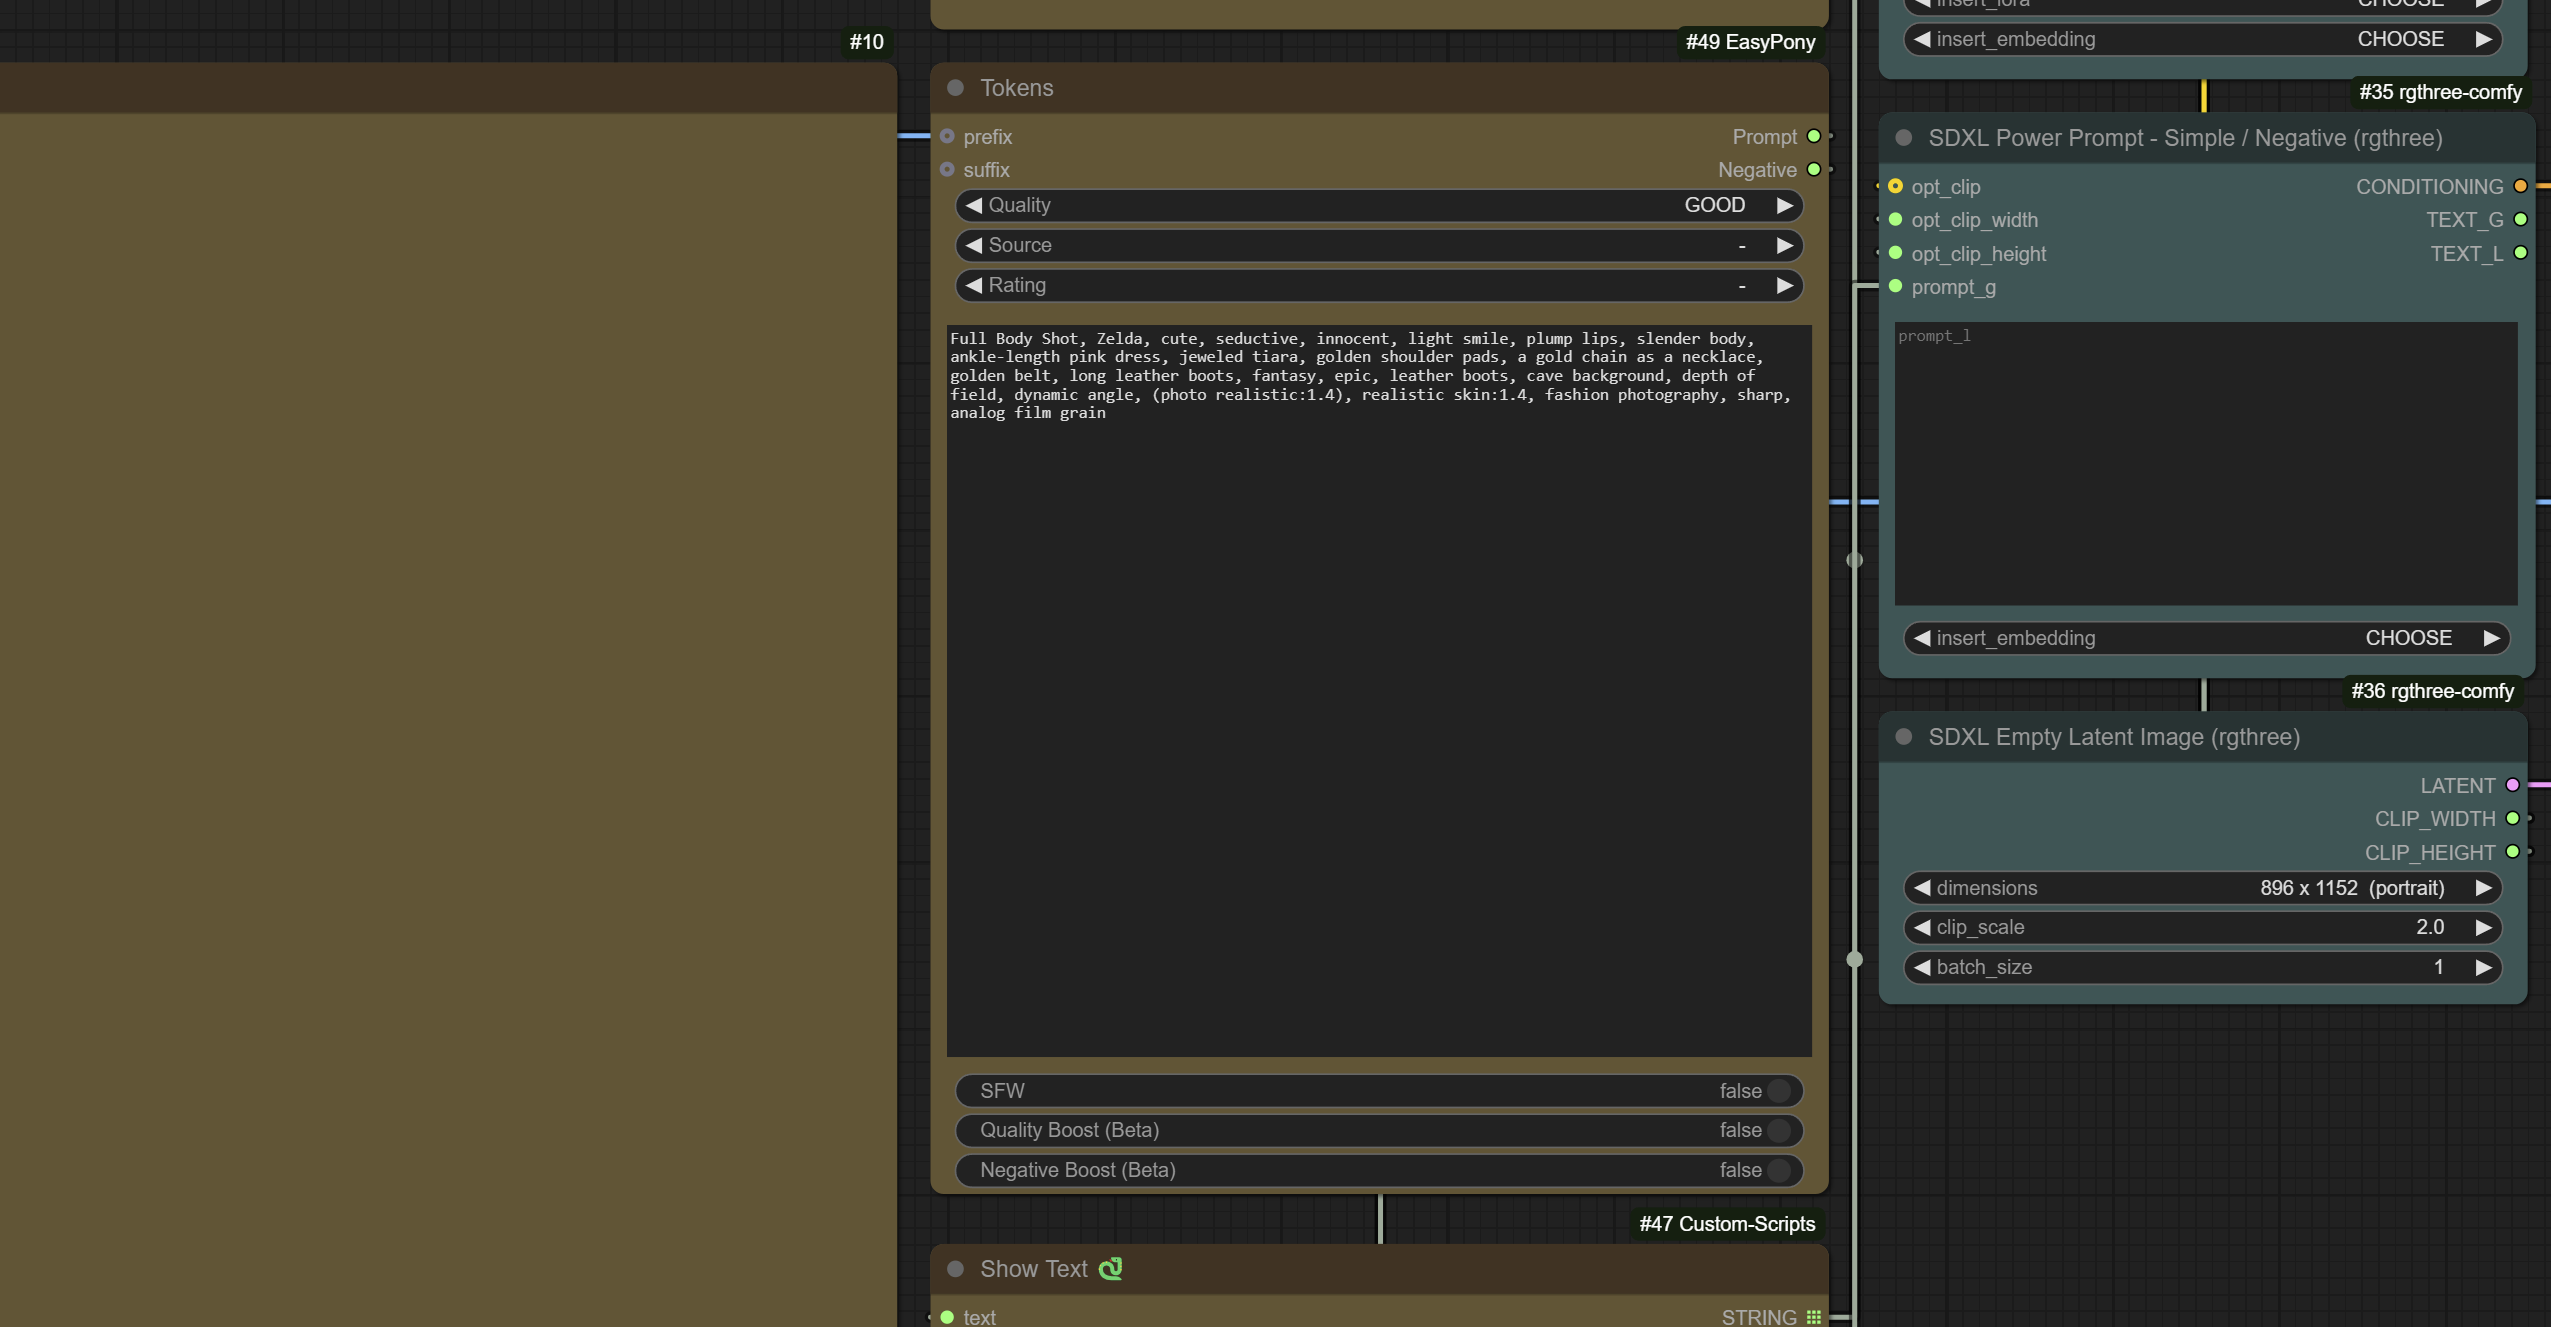 #10
#49 EasyPony
Tokens
prefix
Prompt
suffix
Negative
Quality
GOOD
Source
-
Rating
-
Full Body Shot, Zelda, cute, seductive, innocent, light smile, plump lips, slender body,
ankle-length pink dress, jeweled tiara, golden shoulder pads, a gold chain as a necklace,
golden belt, long leather boots, fantasy, epic, leather boots, cave background, depth of
field, dynamic angle, (photo realistic:1.4), realistic skin:1.4, fashion photography, sharp,
analog film grain
SFW
false
Quality Boost (Beta)
false
Negative Boost (Beta)
false
#47 Custom-Scripts
Show Text
text
STRING
insert_lora
CHOOSE
insert_embedding
CHOOSE
#35 rgthree-comfy
SDXL Power Prompt - Simple / Negative (rgthree)
opt_clip
CONDITIONING
opt_clip_width
TEXT_G
opt_clip_height
TEXT_L
prompt_g
prompt_l
insert_embedding
CHOOSE
#36 rgthree-comfy
SDXL Empty Latent Image (rgthree)
LATENT
CLIP_WIDTH
CLIP_HEIGHT
dimensions
896 x 1152 (portrait)
clip_scale
2.0
batch_size
1